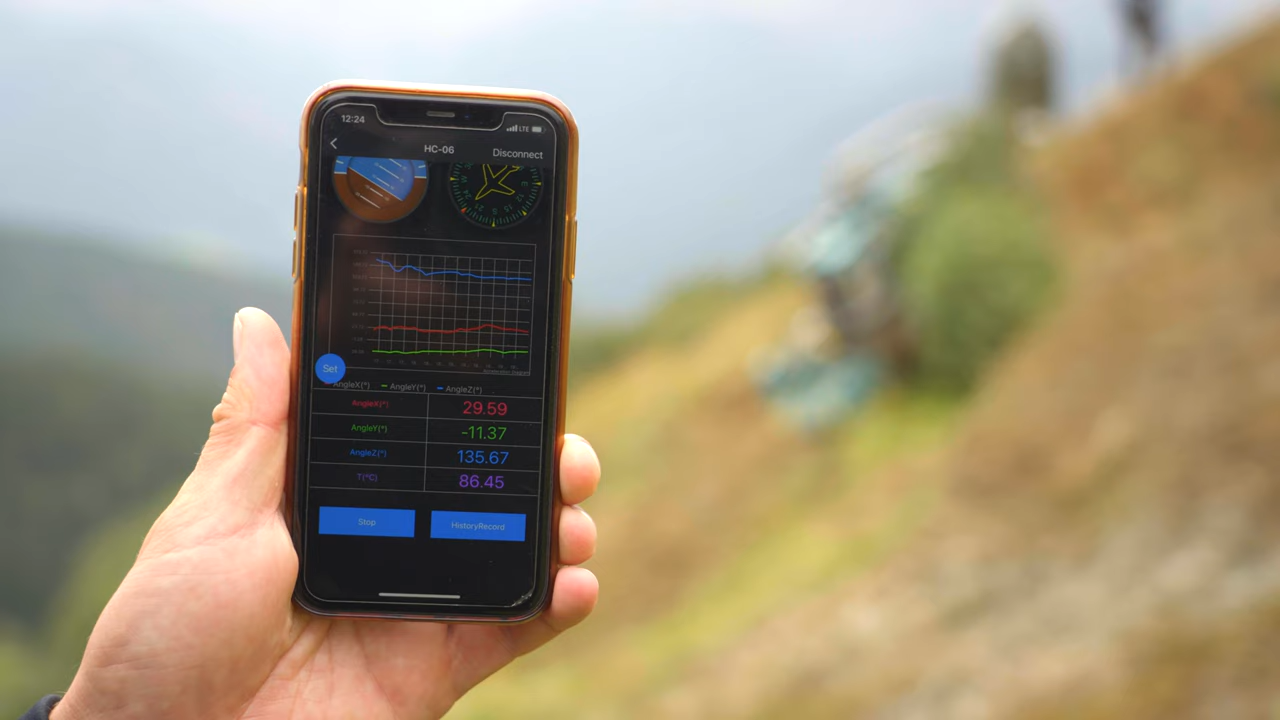 12:24
LTE
HC-06
Disconnect
Set
AngleX(°) AngleY(°) AngleZ(°)
AngleX(°) 29.59
AngleY(°) -11.37
AngleZ(°) 135.67
T(°C) 86.45
Stop
HistoryRecord